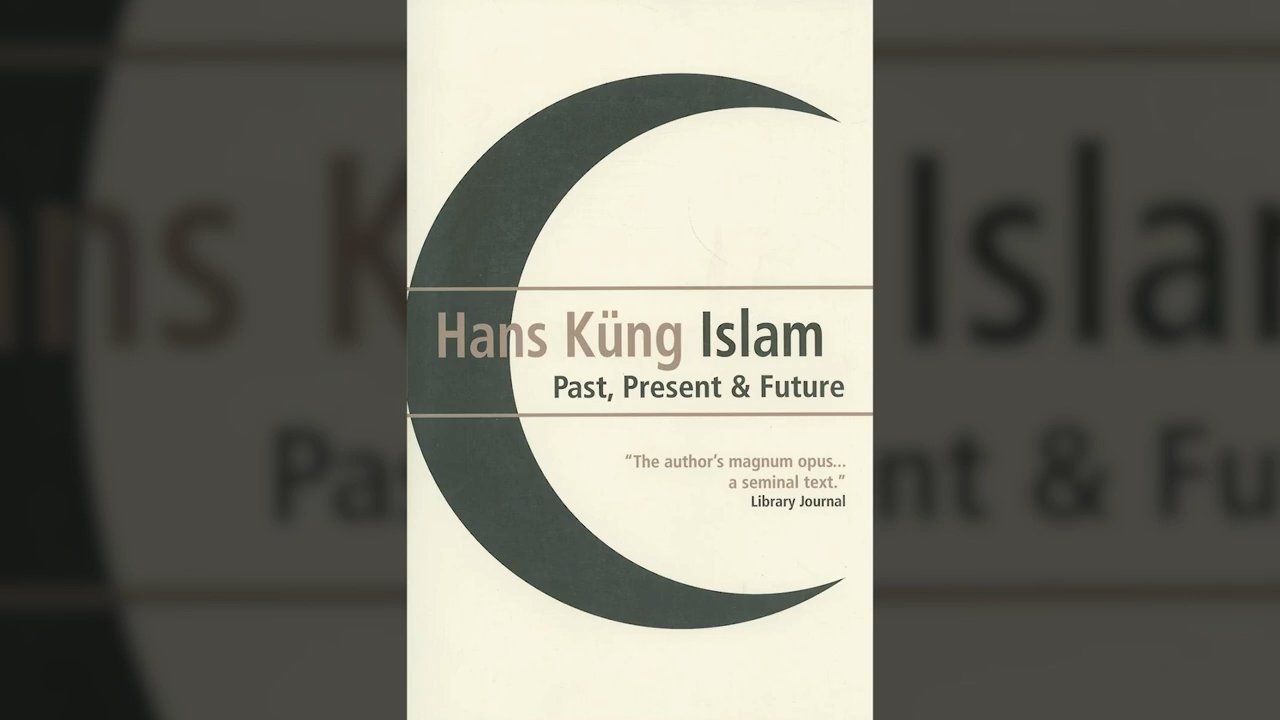 Hans Küng Islam
Past, Present & Future
“The author’s magnum opus...
a seminal text.”
Library Journal